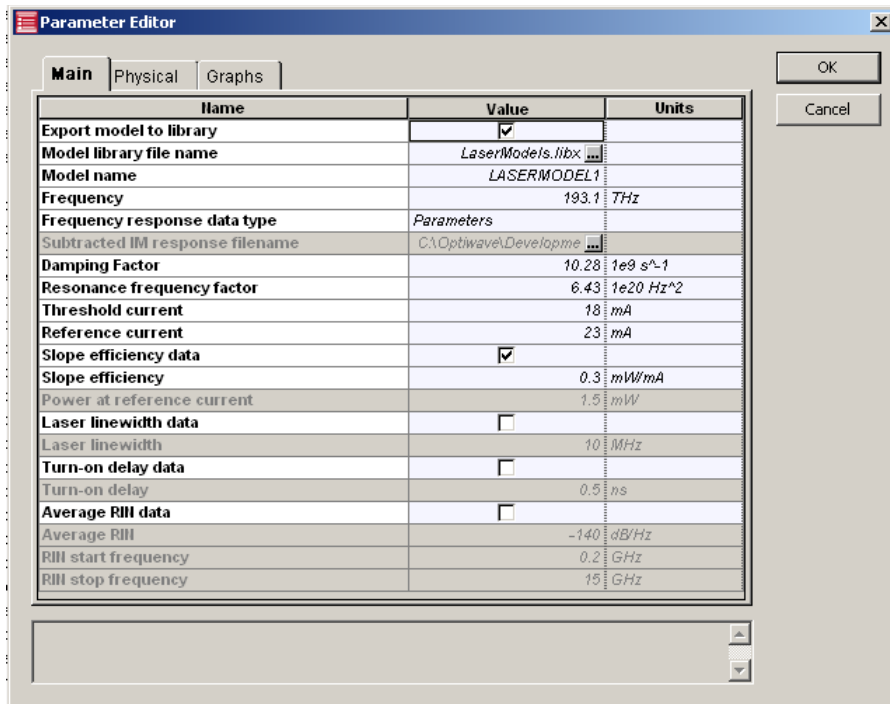 Parameter Editor
Main Physical Graphs
OK
Cancel
Name Value Units
Export model to library
Model library file name LaserModels.libx ...
Model name LASERMODEL1
Frequency 193.1 THz
Frequency response data type Parameters
Subtracted IM response filename C:\Optiwave\Developme ...
Damping Factor 10.28 1e9 s^-1
Resonance frequency factor 6.43 1e20 Hz^2
Threshold current 18 mA
Reference current 23 mA
Slope efficiency data
Slope efficiency 0.3 mW/mA
Power at reference current 1.5 mW
Laser linewidth data
Laser linewidth 10 MHz
Turn-on delay data
Turn-on delay 0.5 ns
Average RIN data
Average RIN -140 dB/Hz
RIN start frequency 0.2 GHz
RIN stop frequency 15 GHz